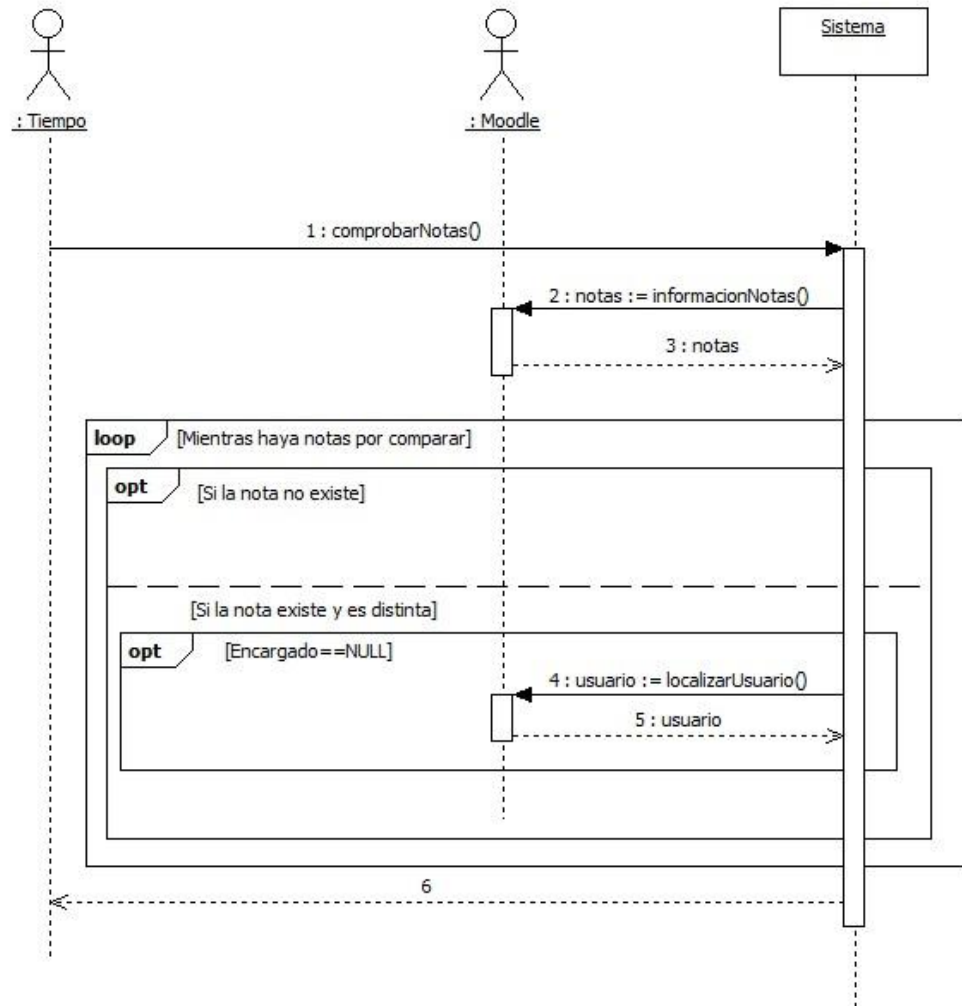 : Tiempo
: Moodle
Sistema
1 : comprobarNotas()
2 : notas := informacionNotas()
3 : notas
loop [Mientras haya notas por comparar]
opt [Si la nota no existe]
[Si la nota existe y es distinta]
opt [Encargado==NULL]
4 : usuario := localizarUsuario()
5 : usuario
6